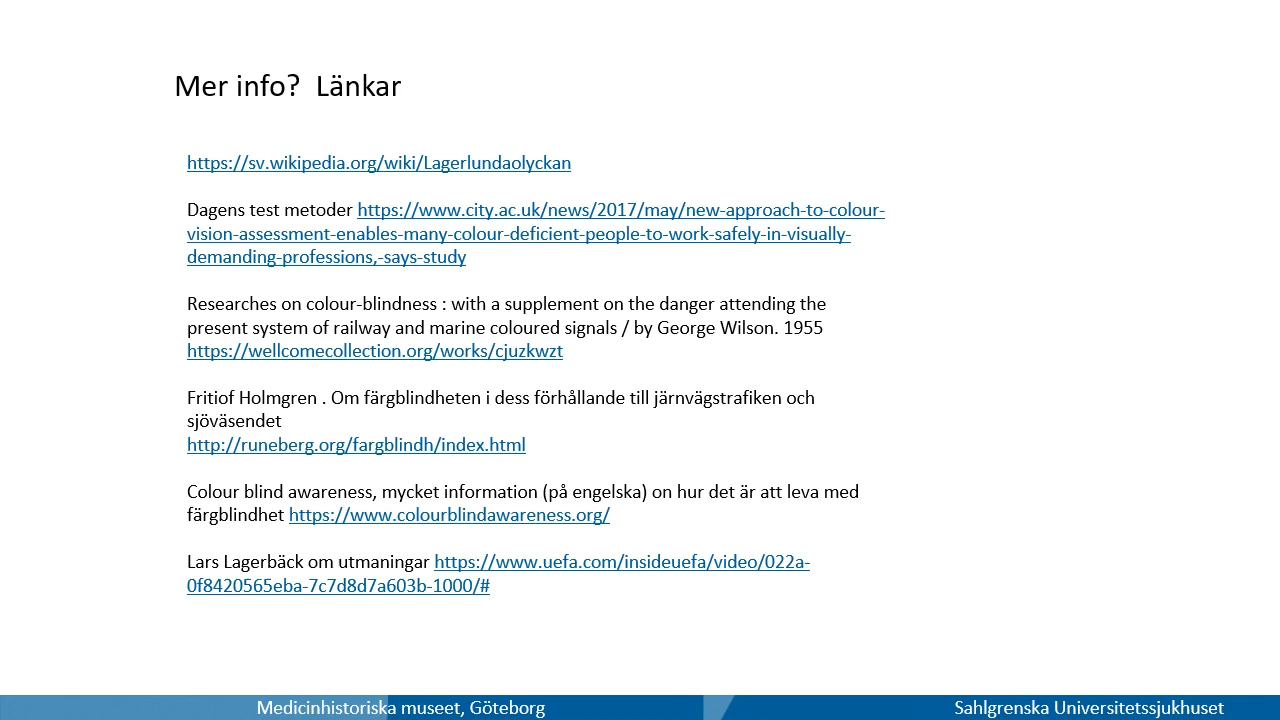 Mer info?  Länkar
https://sv.wikipedia.org/wiki/Lagerlundaolyckan
Dagens test metoder https://www.city.ac.uk/news/2017/may/new-approach-to-colour-
vision-assessment-enables-many-colour-deficient-people-to-work-safely-in-visually-
demanding-professions,-says-study
Researches on colour-blindness : with a supplement on the danger attending the
present system of railway and marine coloured signals / by George Wilson. 1955
https://wellcomecollection.org/works/cjuzkwzt
Fritiof Holmgren . Om färgblindheten i dess förhållande till järnvägstrafiken och
sjöväsendet
http://runeberg.org/fargblindh/index.html
Colour blind awareness, mycket information (på engelska) on hur det är att leva med
färgblindhet https://www.colourblindawareness.org/
Lars Lagerbäck om utmaningar https://www.uefa.com/insideuefa/video/022a-
0f8420565eba-7c7d8d7a603b-1000/#
Medicinhistoriska museet, Göteborg
Sahlgrenska Universitetssjukhuset